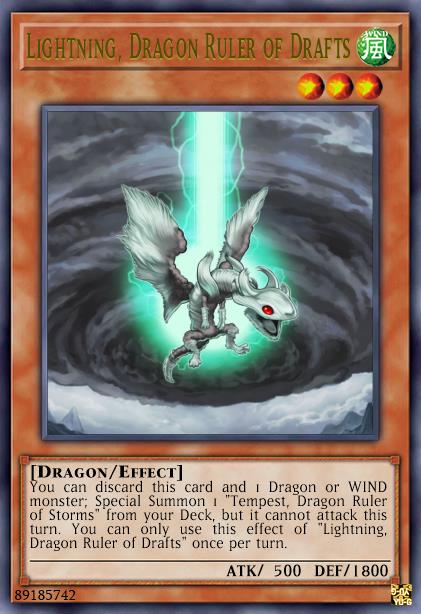 Lightning, Dragon Ruler of Drafts
WIND
風
[Dragon/Effect]
You can discard this card and 1 Dragon or WIND
monster; Special Summon 1 "Tempest, Dragon Ruler
of Storms" from your Deck, but it cannot attack this
turn. You can only use this effect of "Lightning,
Dragon Ruler of Drafts" once per turn.
ATK/ 500 DEF/1800
89185742